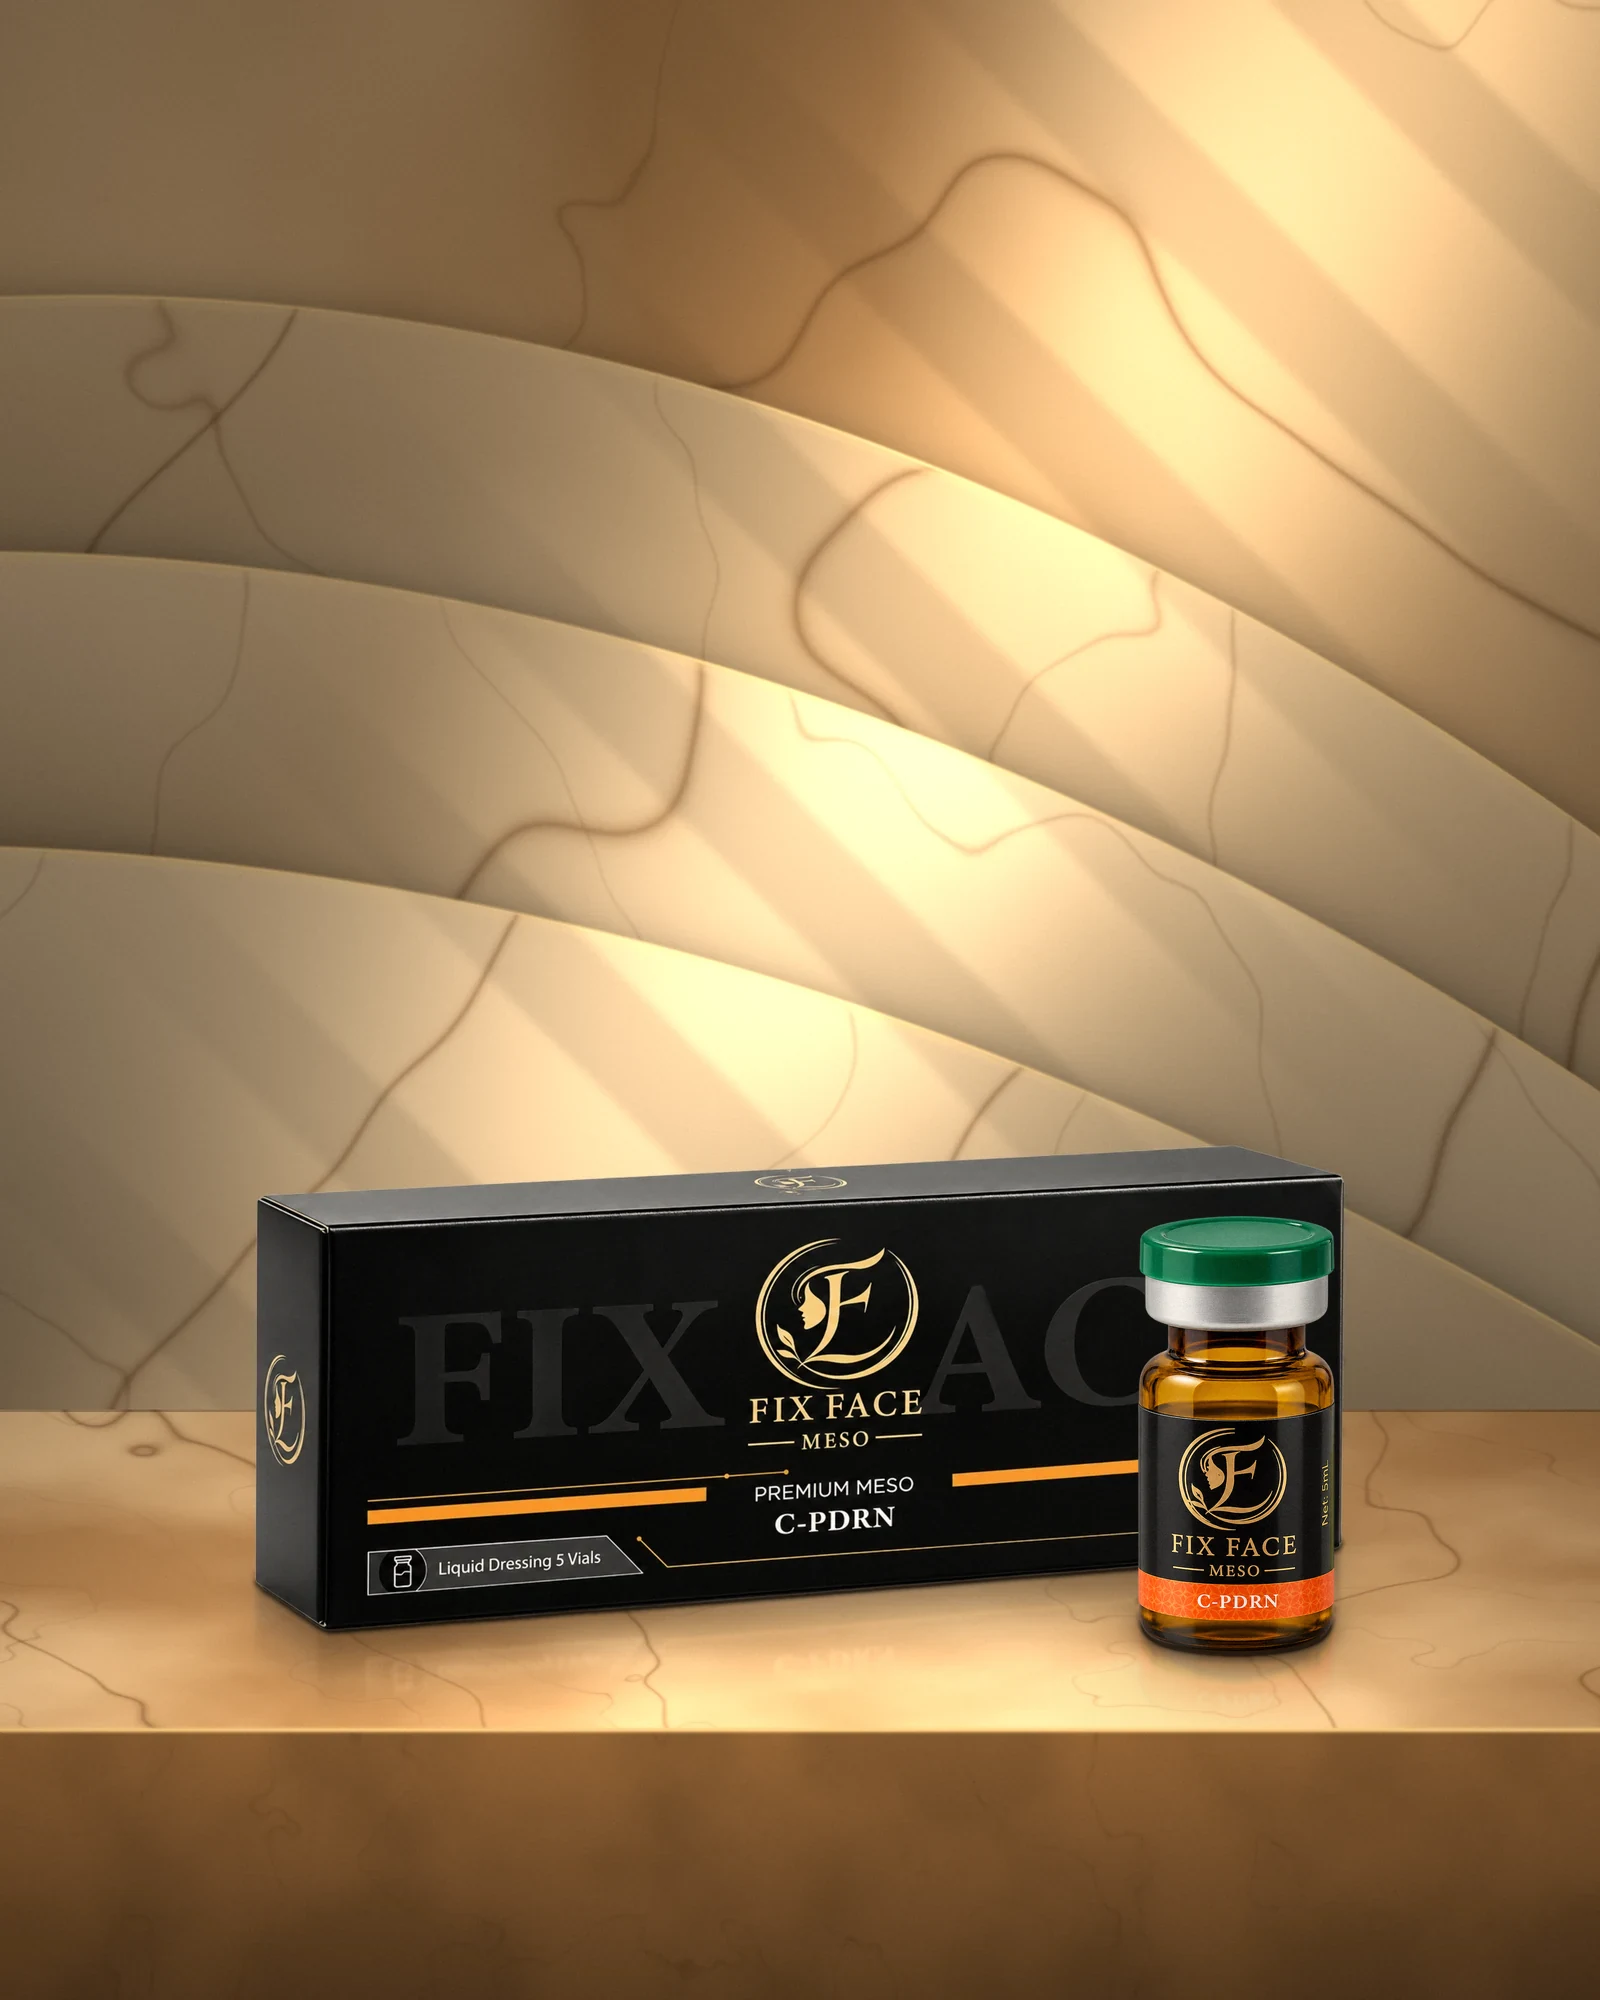 FIX AC
FIX FACE
MESO
PREMIUM MESO
C-PDRN
Liquid Dressing 5 Vials
FIX FACE
MESO
C-PDRN
Net: 5mL